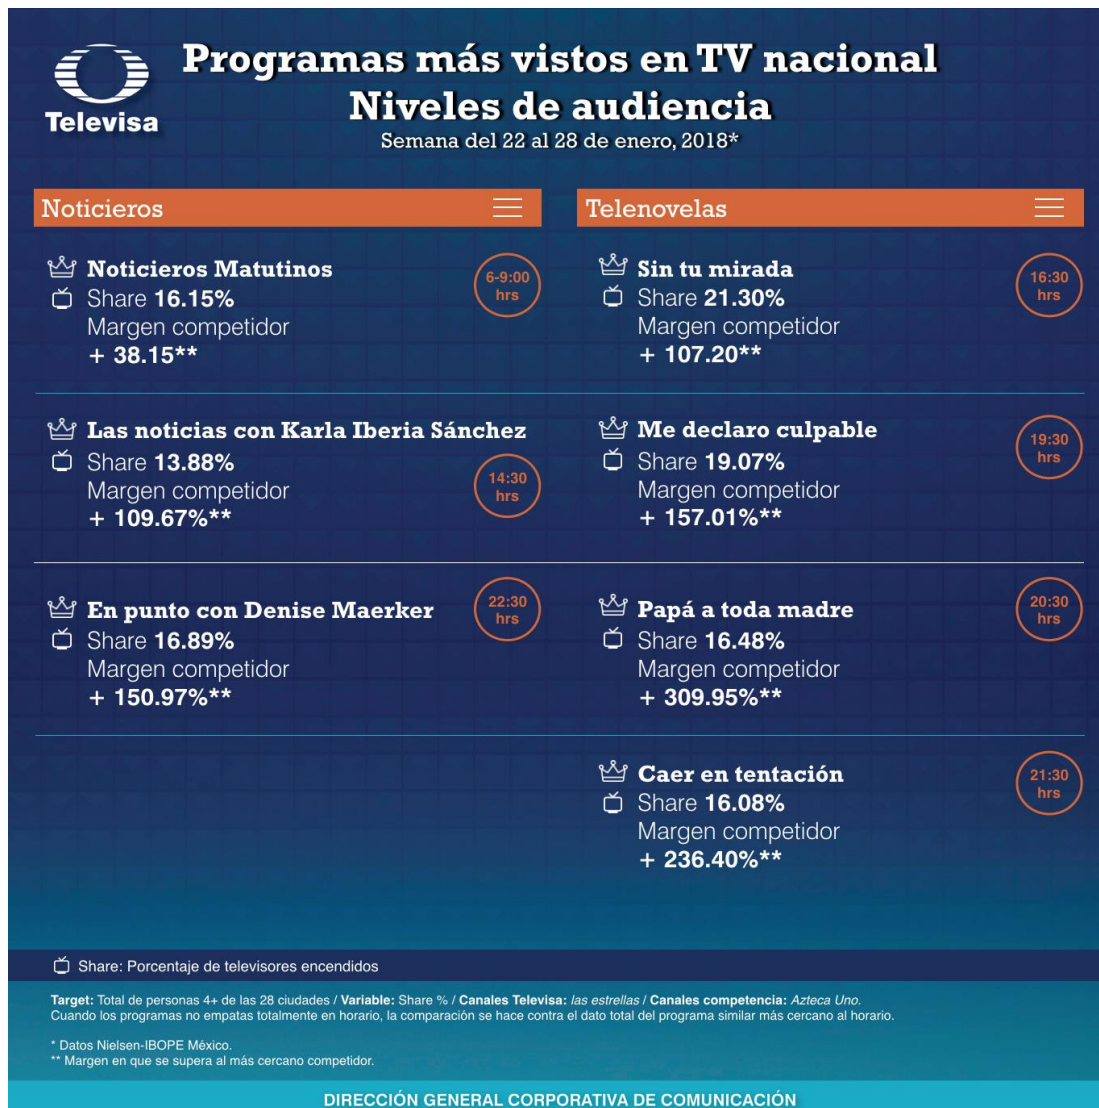 Televisa
Programas más vistos en TV nacional
Niveles de audiencia
Semana del 22 al 28 de enero, 2018*
Noticieros
Noticieros Matutinos
6-9:00
hrs
Share 16.15%
Margen competidor
+ 38.15**
Las noticias con Karla Iberia Sánchez
Share 13.88%
14:30
hrs
Margen competidor
+ 109.67%**
En punto con Denise Maerker
22:30
hrs
Share 16.89%
Margen competidor
+ 150.97%**
Telenovelas
Sin tu mirada
16:30
hrs
Share 21.30%
Margen competidor
+ 107.20**
Me declaro culpable
19:30
hrs
Share 19.07%
Margen competidor
+ 157.01%**
Papá a toda madre
20:30
hrs
Share 16.48%
Margen competidor
+ 309.95%**
Caer en tentación
21:30
hrs
Share 16.08%
Margen competidor
+ 236.40%**
Share: Porcentaje de televisores encendidos
Target: Total de personas 4+ de las 28 ciudades / Variable: Share % / Canales Televisa: las estrellas / Canales competencia: Azteca Uno.
Cuando los programas no empatas totalmente en horario, la comparación se hace contra el dato total del programa similar más cercano al horario.
* Datos Nielsen-IBOPE México.
** Margen en que se supera al más cercano competidor.
DIRECCIÓN GENERAL CORPORATIVA DE COMUNICACIÓN